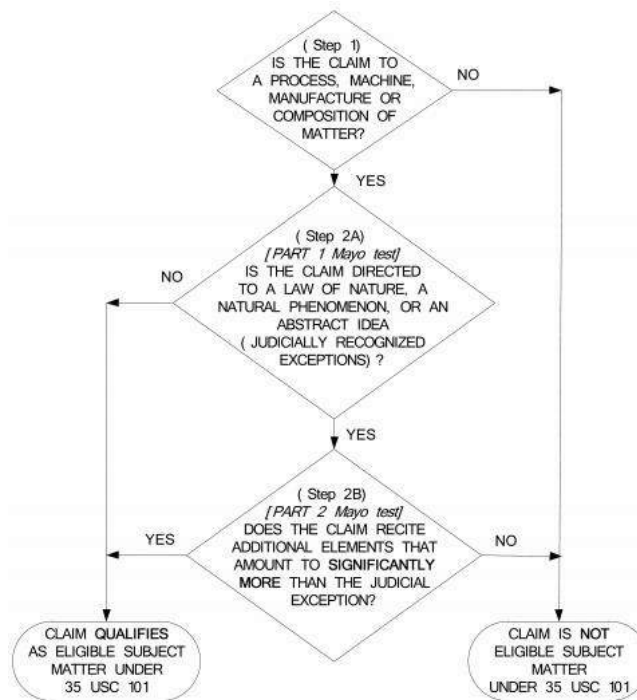 ( Step 1)
IS THE CLAIM TO
A PROCESS, MACHINE,
MANUFACTURE OR
COMPOSITION OF
MATTER?
NO
YES
( Step 2A)
[PART 1 Mayo test]
IS THE CLAIM DIRECTED
TO A LAW OF NATURE, A
NATURAL PHENOMENON, OR AN
ABSTRACT IDEA
( JUDICIALLY RECOGNIZED
EXCEPTIONS) ?
NO
YES
( Step 2B)
[PART 2 Mayo test]
DOES THE CLAIM RECITE
ADDITIONAL ELEMENTS THAT
AMOUNT TO SIGNIFICANTLY
MORE THAN THE JUDICIAL
EXCEPTION?
YES
NO
CLAIM QUALIFIES
AS ELIGIBLE SUBJECT
MATTER UNDER
35 USC 101
CLAIM IS NOT
ELIGIBLE SUBJECT
MATTER
UNDER 35 USC 101